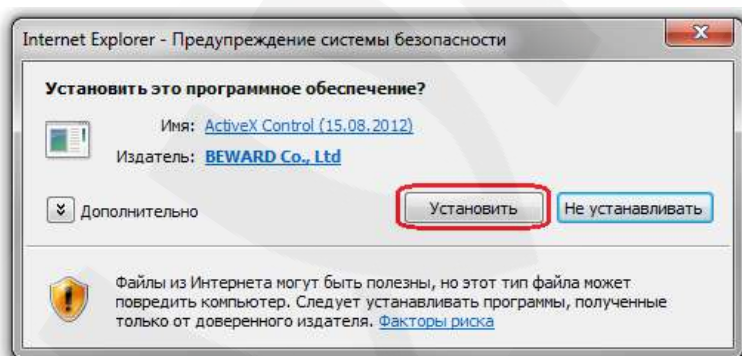 Internet Explorer - Предупреждение системы безопасности
Установить это программное обеспечение?
Имя: ActiveX Control (15.08.2012)
Издатель: BEWARD Co., Ltd
Дополнительно
Установить
Не устанавливать
Файлы из Интернета могут быть полезны, но этот тип файла может
повредить компьютер. Следует устанавливать программы, полученные
только от доверенного издателя. Факторы риска